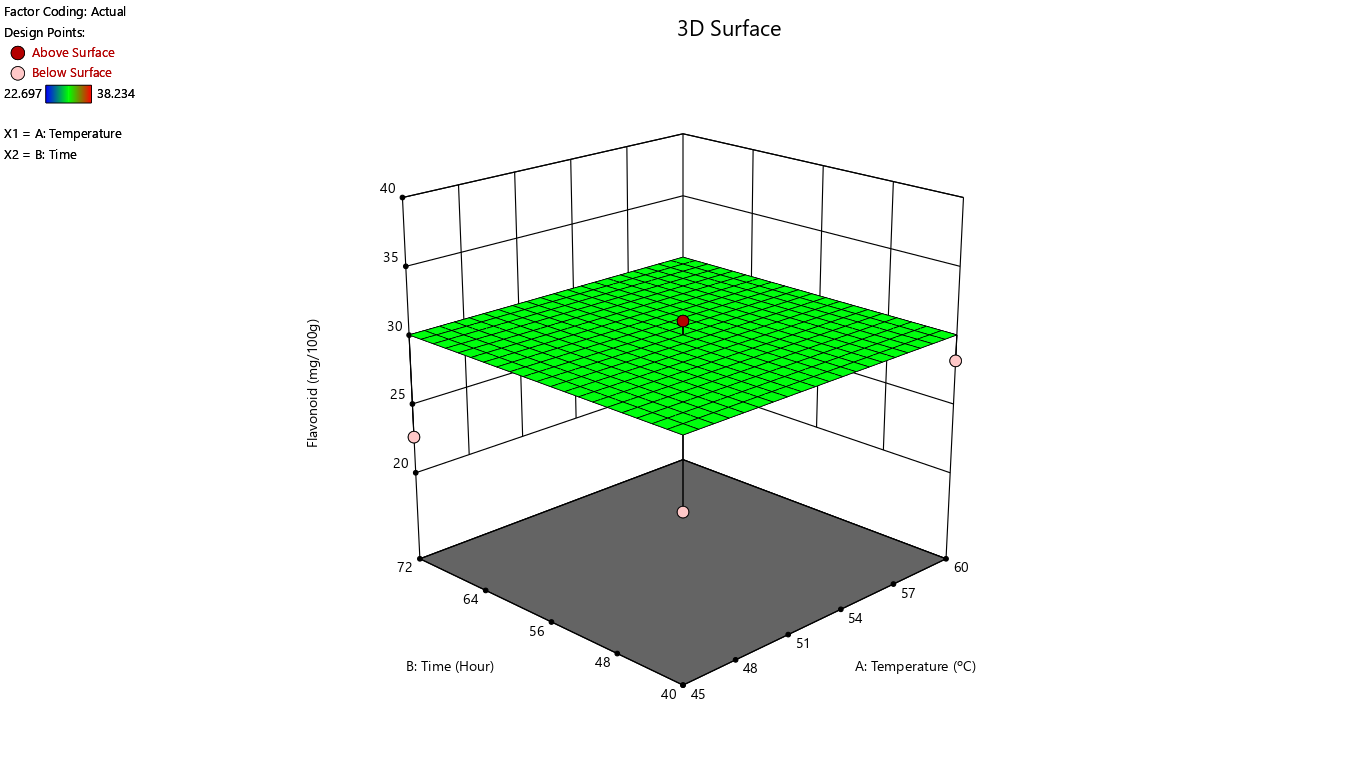 Factor Coding: Actual
3D Surface
Design Points:
Above Surface
Below Surface
22.697 38.234
X1 = A: Temperature
X2 = B: Time
40
35
30
25
20
Flavonoid (mg/100g)
72 60
64 57
56 54
48 51
48
40 45
B: Time (Hour) A: Temperature (ºC)